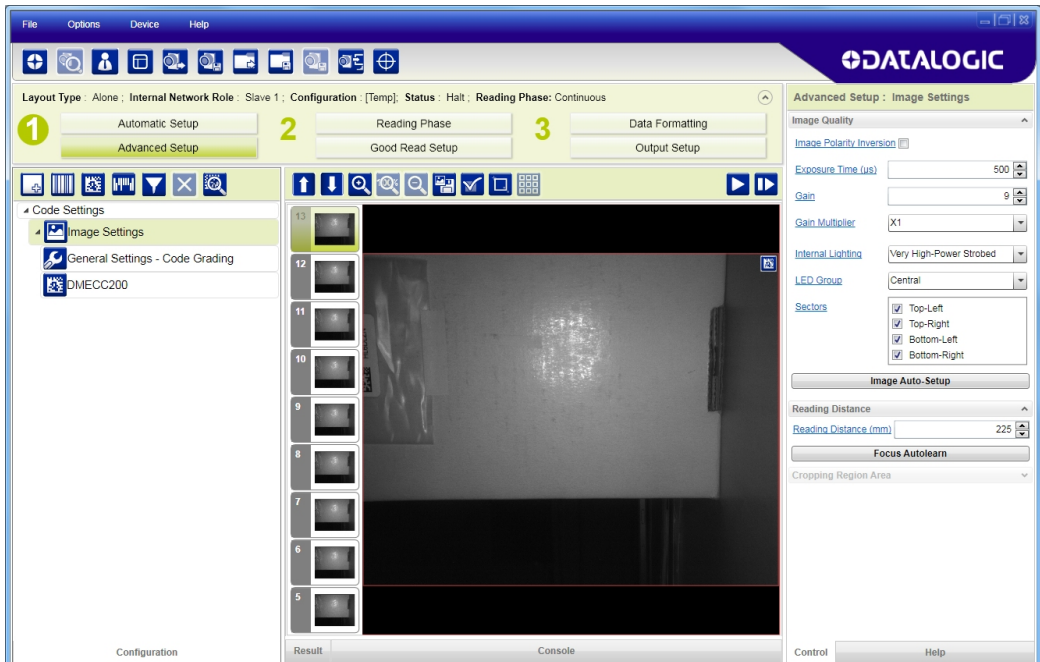 File Options Device Help
DATALOGIC
Layout Type : Alone ; Internal Network Role : Slave 1 ; Configuration : [Temp]; Status : Halt ; Reading Phase: Continuous
1 Automatic Setup 2 Reading Phase 3 Data Formatting
Advanced Setup Good Read Setup Output Setup
Code Settings
Image Settings
General Settings - Code Grading
DMECC200
Configuration
13
12
11
10
9
8
7
6
5
Result Console
Advanced Setup : Image Settings
Image Quality
Image Polarity Inversion
Exposure Time (µs) 500
Gain 9
Gain Multiplier X1
Internal Lighting Very High-Power Strobed
LED Group Central
Sectors Top-Left
Top-Right
Bottom-Left
Bottom-Right
Image Auto-Setup
Reading Distance
Reading Distance (mm) 225
Focus Autolearn
Cropping Region Area
Control Help